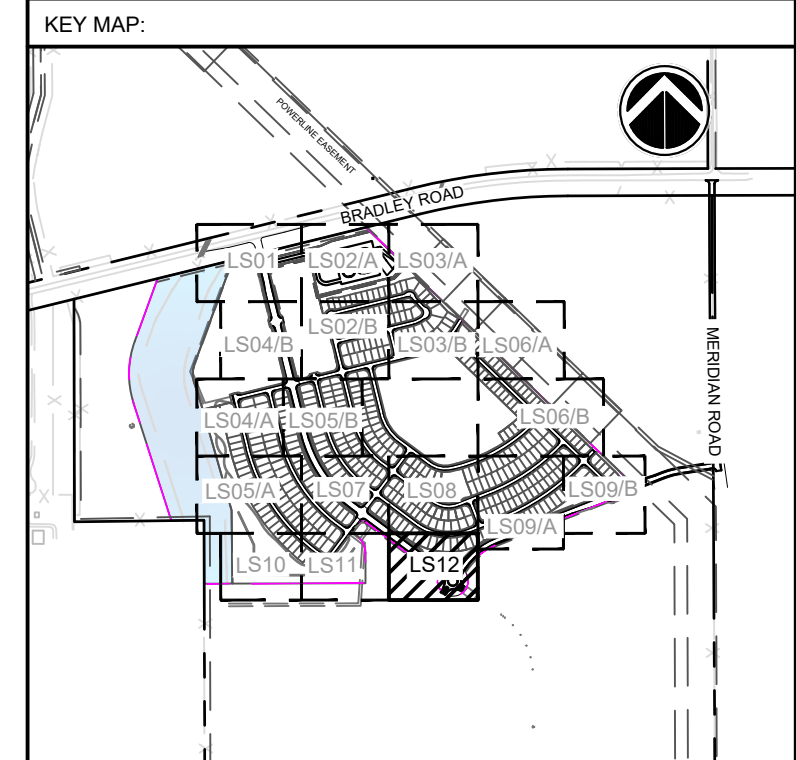 KEY MAP:
POWERLINE EASEMENT
BRADLEY ROAD
LS01
LS02/A
LS03/A
LS02/B
LS04/B
LS03/B
LS06/A
MERIDIAN ROAD
LS04/A
LS05/B
LS06/B
LS05/A
LS07
LS08
LS09/B
LS09/A
LS10
LS11
LS12